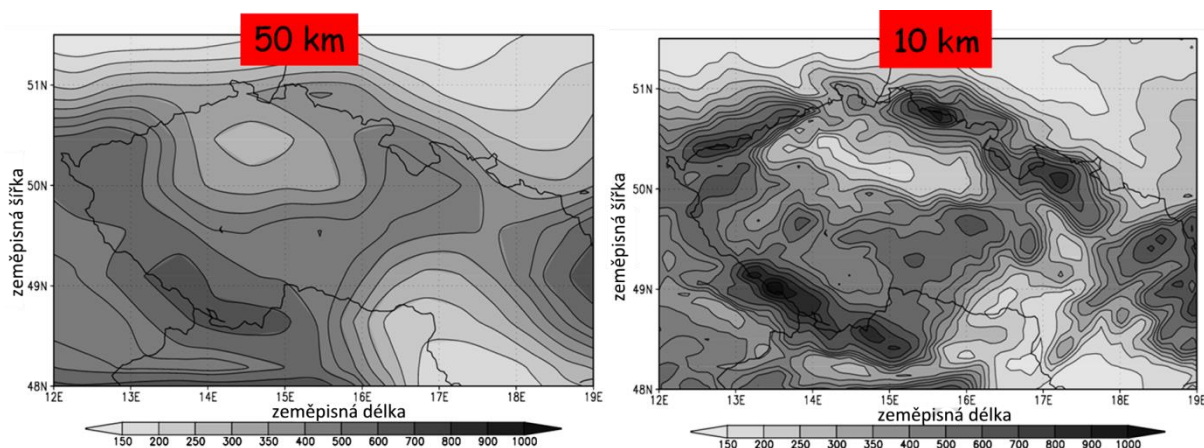 50 km
10 km
51N
50N
49N
48N
12E 13E 14E 15E 16E 17E 18E 19E
zeměpisná šířka
zeměpisná délka
150 200 250 300 350 400 500 600 700 800 900 1000
51N
50N
49N
48N
12E 13E 14E 15E 16E 17E 18E 19E
zeměpisná šířka
zeměpisná délka
150 200 250 300 350 400 500 600 700 800 900 1000